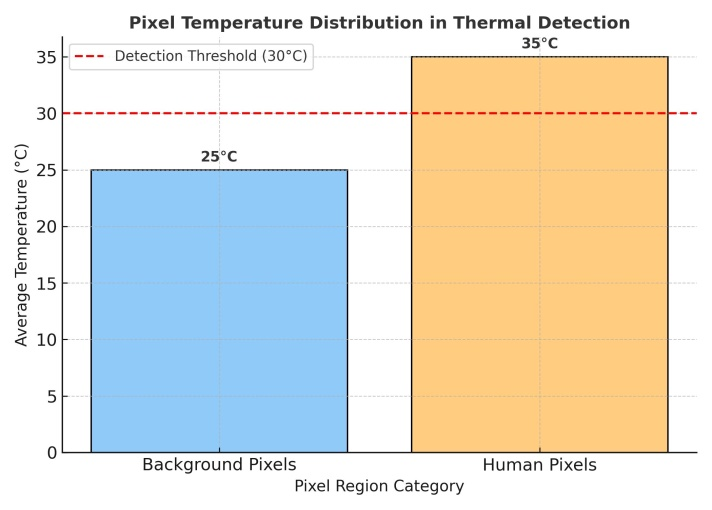 Pixel Temperature Distribution in Thermal Detection
Detection Threshold (30°C)
35°C
25°C
35
30
25
20
15
10
5
0
Average Temperature (°C)
Background Pixels
Human Pixels
Pixel Region Category